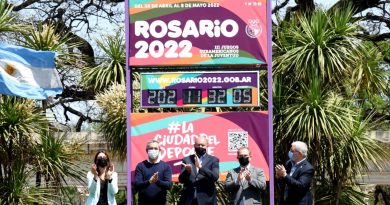 DEL 28 DE ABRIL AL 8 DE MAYO DE 2022
ROSARIO
2022
III JUEGOS
SURAMERICANOS
DE LA JUVENTUD
WWW.ROSARIO2022.GOB.AR
202 11 32 05
#LA
CIUDAD DEL
DEPORTE